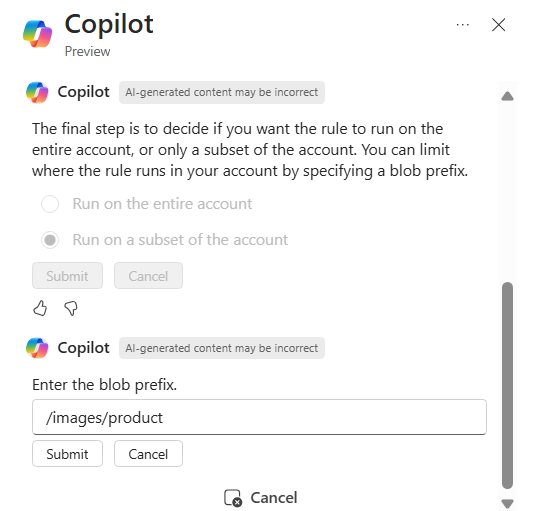 Copilot
Preview
Copilot AI-generated content may be incorrect
The final step is to decide if you want the rule to run on the
entire account, or only a subset of the account. You can limit
where the rule runs in your account by specifying a blob prefix.
Run on the entire account
Run on a subset of the account
Submit Cancel
Copilot AI-generated content may be incorrect
Enter the blob prefix.
/images/product
Submit Cancel
Cancel